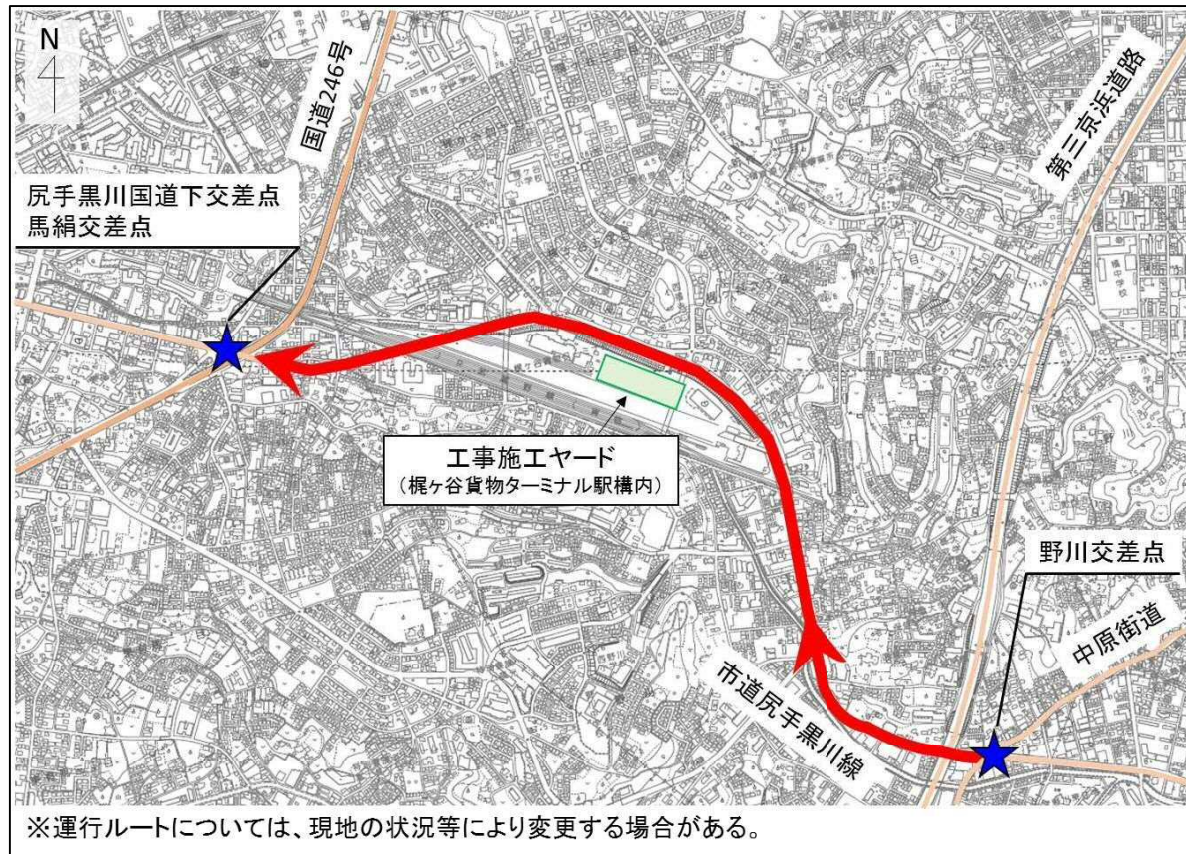 N
国道246号
第三京浜道路
尻手黒川国道下交差点
馬絹交差点
工事施工ヤード
（梶ヶ谷貨物ターミナル駅構内）
野川交差点
中原街道
市道尻手黒川線
※運行ルートについては、現地の状況等により変更する場合がある。